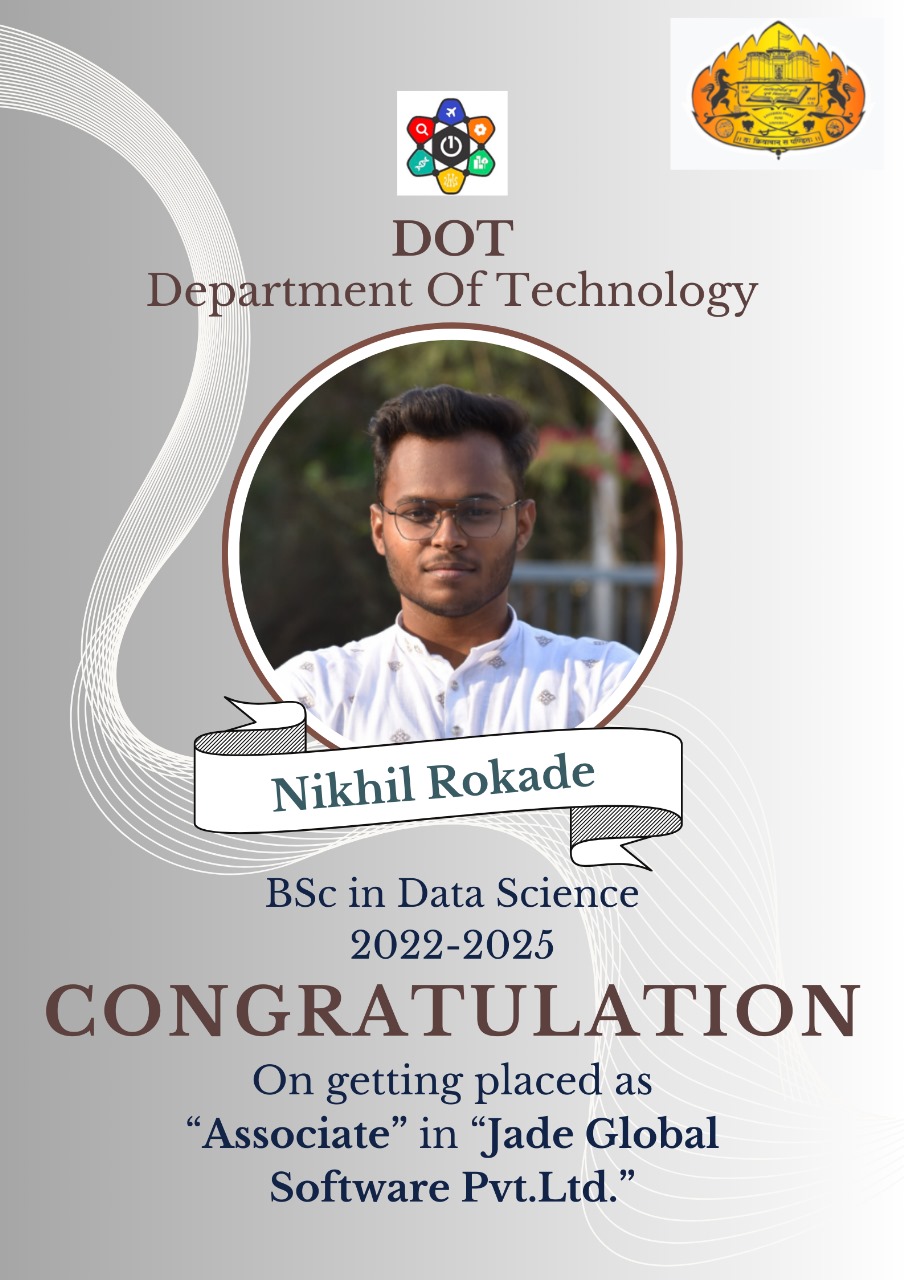 DOT
Department Of Technology
Nikhil Rokade
BSc in Data Science
2022-2025
CONGRATULATION
On getting placed as
“Associate” in “Jade Global
Software Pvt.Ltd.”